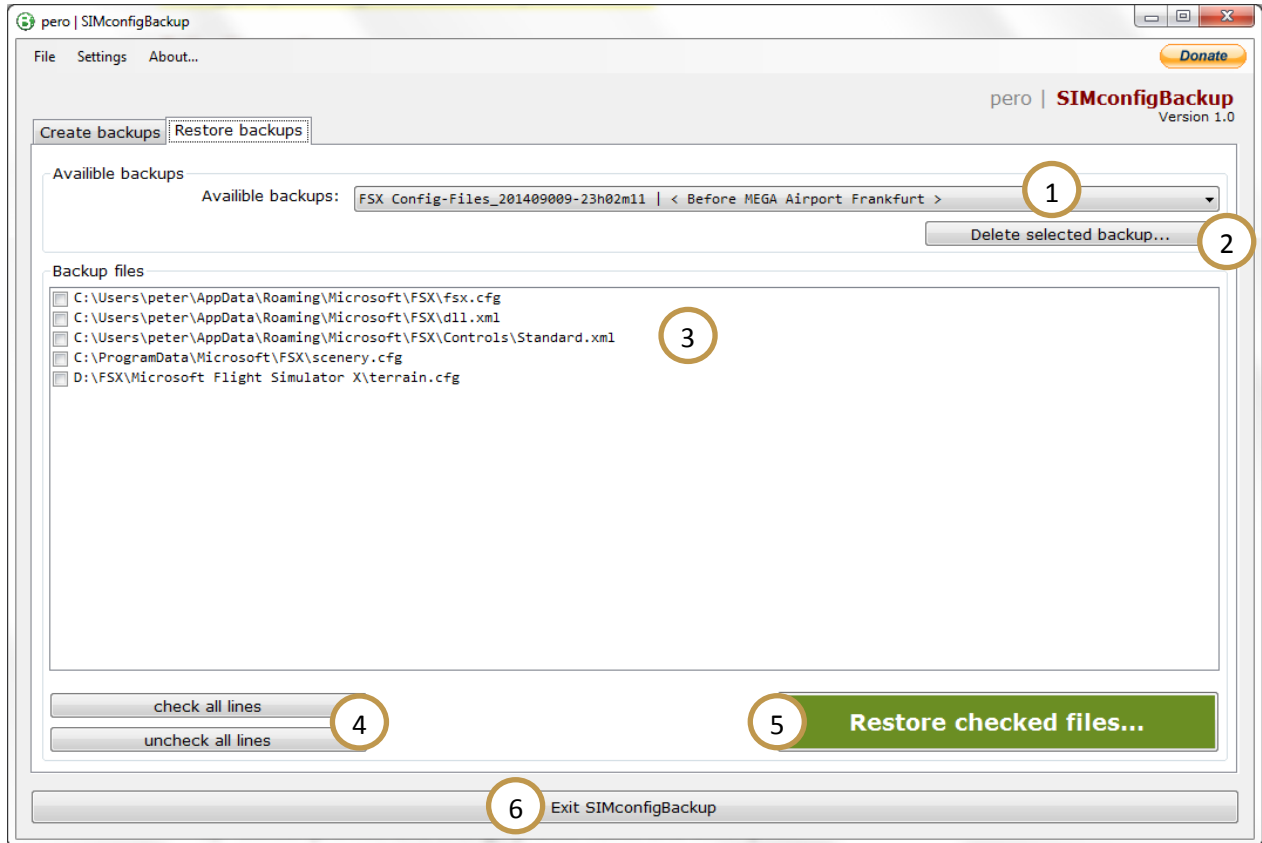 pero | SIMconfigBackup
File Settings About...
Donate
pero | SIMconfigBackup
Version 1.0
Create backups Restore backups
Availible backups
Availible backups: FSX Config-Files_201409009-23h02m11 | < Before MEGA Airport Frankfurt > 1
Delete selected backup... 2
Backup files
C:\Users\peter\AppData\Roaming\Microsoft\FSX\fsx.cfg
C:\Users\peter\AppData\Roaming\Microsoft\FSX\dll.xml
C:\Users\peter\AppData\Roaming\Microsoft\FSX\Controls\Standard.xml 3
C:\ProgramData\Microsoft\FSX\scenery.cfg
D:\FSX\Microsoft Flight Simulator X\terrain.cfg
check all lines
4
uncheck all lines
5 Restore checked files...
6 Exit SIMconfigBackup